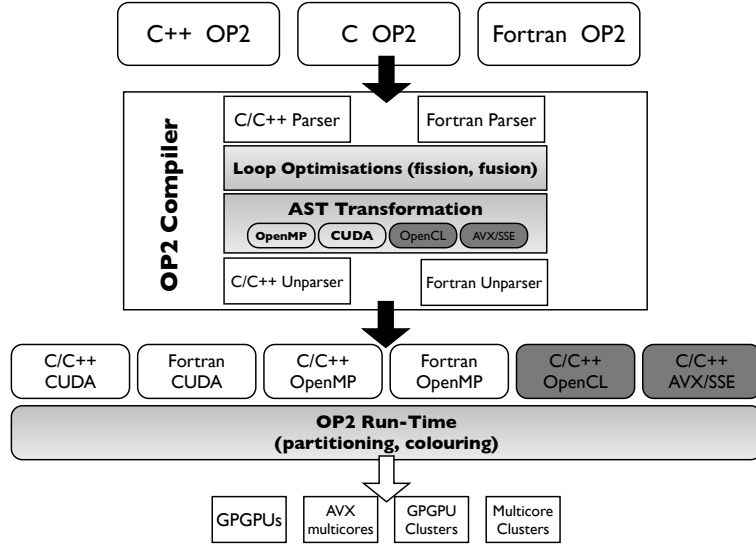 C++ OP2
C OP2
Fortran OP2
OP2 Compiler
C/C++ Parser
Fortran Parser
Loop Optimisations (fission, fusion)
AST Transformation
OpenMP
CUDA
OpenCL
AVX/SSE
C/C++ Unparser
Fortran Unparser
C/C++
CUDA
Fortran
CUDA
C/C++
OpenMP
Fortran
OpenMP
C/C++
OpenCL
C/C++
AVX/SSE
OP2 Run-Time
(partitioning, colouring)
GPGPUs
AVX
multicores
GPGPU
Clusters
Multicore
Clusters